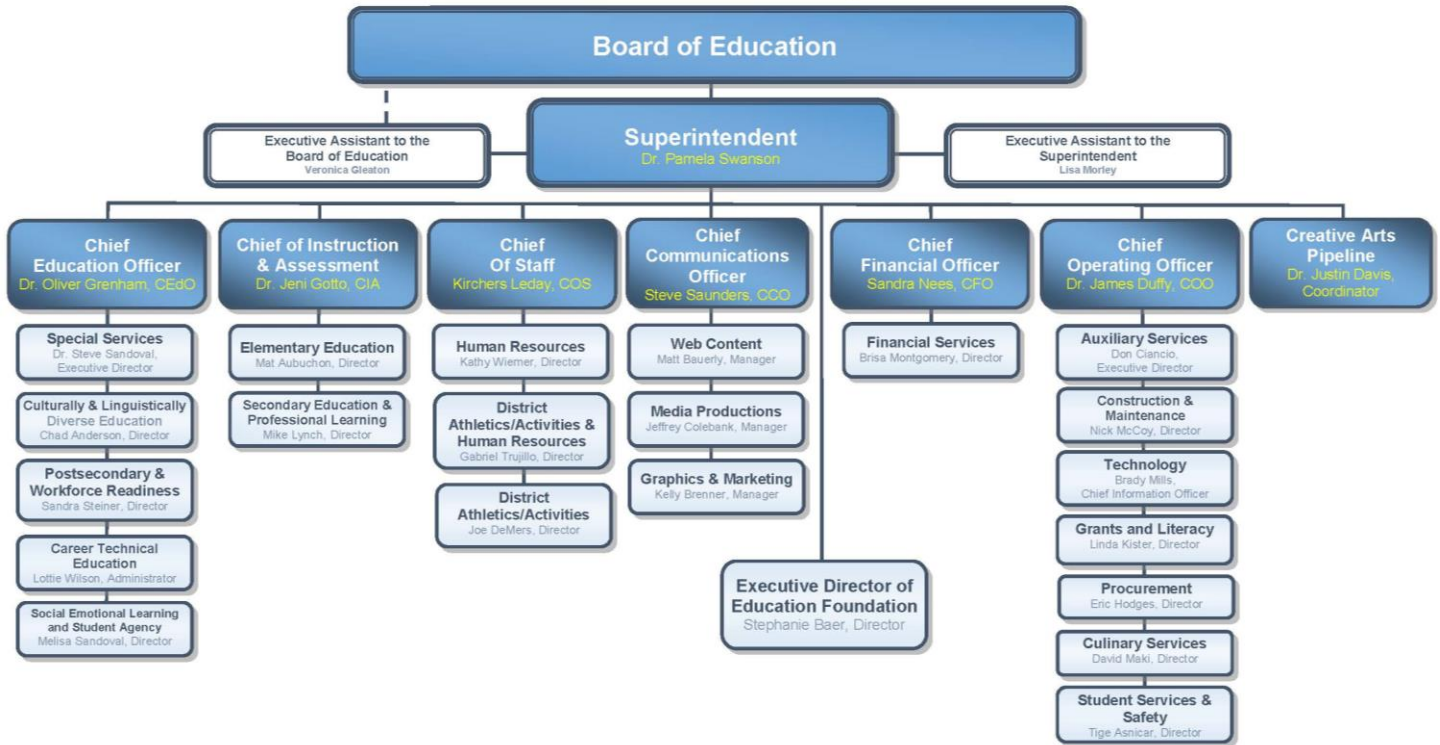 Board of Education
Executive Assistant to the
Board of Education
Veronica Gleaton
Superintendent
Dr. Pamela Swanson
Executive Assistant to the
Superintendent
Lisa Morley
Chief
Education Officer
Dr. Oliver Grenham, CEdO
Special Services
Dr. Steve Sandoval,
Executive Director
Culturally & Linguistically
Diverse Education
Chad Anderson, Director
Postsecondary &
Workforce Readiness
Sandra Steiner, Director
Career Technical
Education
Lottie Wilson, Administrator
Social Emotional Learning
and Student Agency
Melisa Sandoval, Director
Chief of Instruction
& Assessment
Dr. Jeni Gotto, CIA
Elementary Education
Mat Aubuchon, Director
Secondary Education &
Professional Learning
Mike Lynch, Director
Chief
Of Staff
Kirchers Leday, COS
Human Resources
Kathy Wiemer, Director
District
Athletics/Activities &
Human Resources
Gabriel Trujillo, Director
District
Athletics/Activities
Joe DeMers, Director
Chief
Communications
Officer
Steve Saunders, CCO
Web Content
Matt Bauerly, Manager
Media Productions
Jeffrey Colebank, Manager
Graphics & Marketing
Kelly Brenner, Manager
Executive Director of
Education Foundation
Stephanie Baer, Director
Chief
Financial Officer
Sandra Nees, CFO
Financial Services
Brisa Montgomery, Director
Chief
Operating Officer
Dr. James Duffy, COO
Auxiliary Services
Don Ciancio,
Executive Director
Construction &
Maintenance
Nick McCoy, Director
Technology
Brady Mills,
Chief Information Officer
Grants and Literacy
Linda Kister, Director
Procurement
Eric Hodges, Director
Culinary Services
David Maki, Director
Student Services &
Safety
Tige Asnicar, Director
Creative Arts
Pipeline
Dr. Justin Davis,
Coordinator